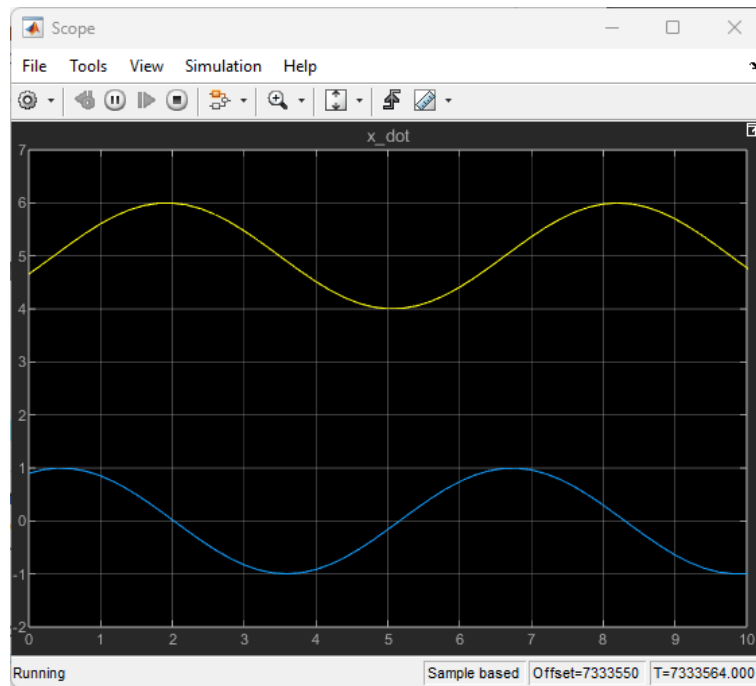 Scope
File Tools View Simulation Help
x_dot
7
6
5
4
3
2
1
0
-1
-2
0 1 2 3 4 5 6 7 8 9 10
Running Sample based Offset=7333550 T=7333564.000